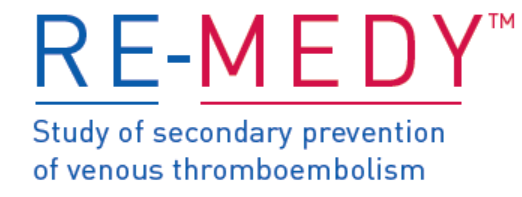 RE-MEDY™
Study of secondary prevention
of venous thromboembolism